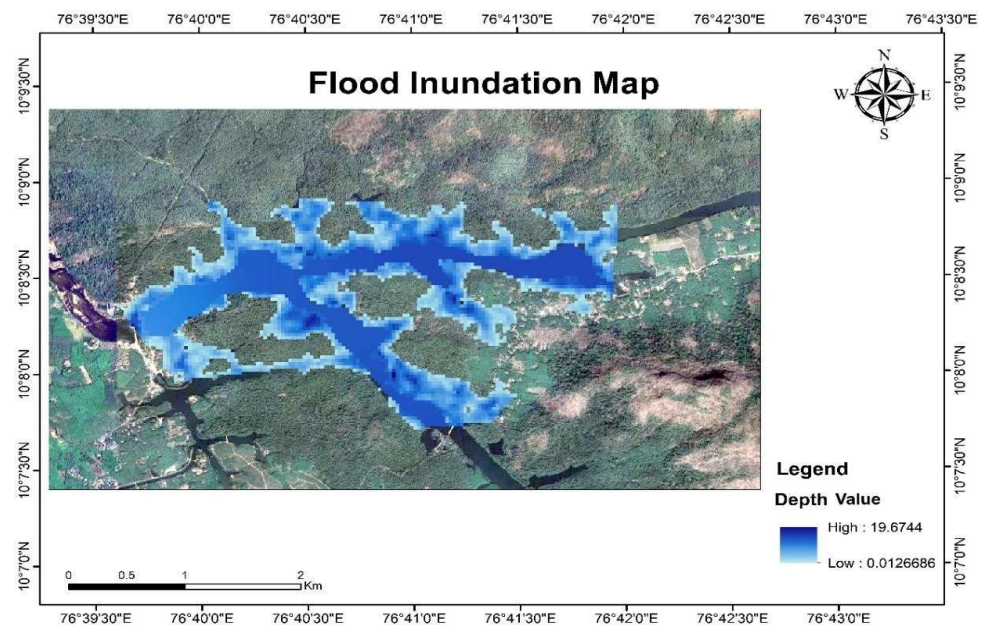 76°39'30"E 76°40'0"E 76°40'30"E 76°41'0"E 76°41'30"E 76°42'0"E 76°42'30"E 76°43'0"E 76°43'30"E
Flood Inundation Map
N
W E
S
10°9'30"N
10°9'0"N
10°8'30"N
10°8'0"N
10°7'30"N
10°7'0"N
10°9'30"N
10°9'0"N
10°8'30"N
10°8'0"N
10°7'30"N
10°7'0"N
Legend
Depth Value
High : 19.6744
Low : 0.0126686
0 0.5 1 2
Km
76°39'30"E 76°40'0"E 76°40'30"E 76°41'0"E 76°41'30"E 76°42'0"E 76°42'30"E 76°43'0"E